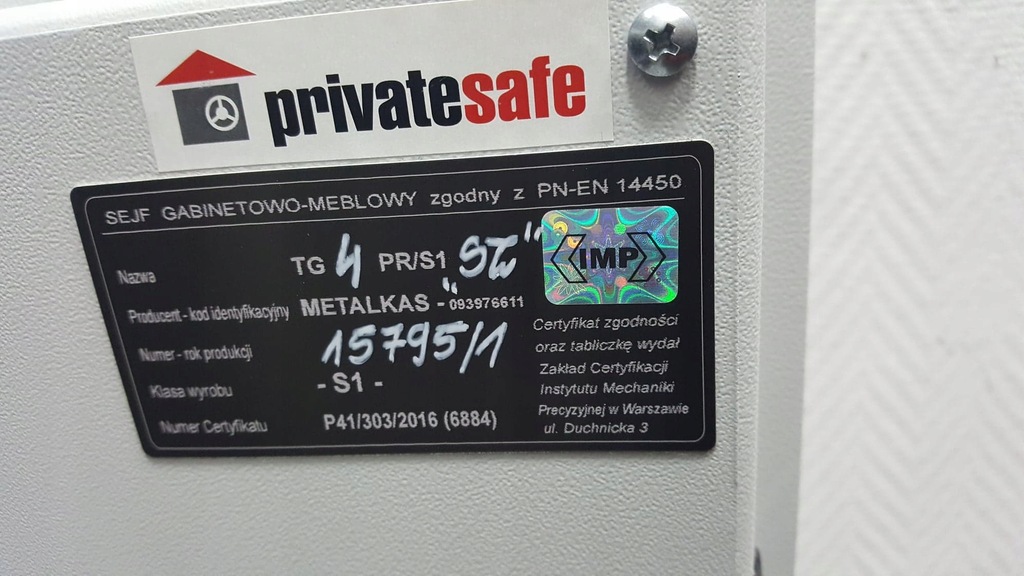 privatesafe
SEJF GABINETOWO-MEBLOWY zgodny z PN-EN 14450
Nazwa TG 4 PR/S1
Producent - kod identyfikacyjny METALKAS - 093976611
Numer - rok produkcji 15795/1
Klasa wyrobu - S1 -
Numer Certyfikatu P41/303/2016 (6884)
IMP
Certyfikat zgodności
oraz tabliczkę wydał
Zakład Certyfikacji
Instytutu Mechaniki
Precyzyjnej w Warszawie
ul. Duchnicka 3